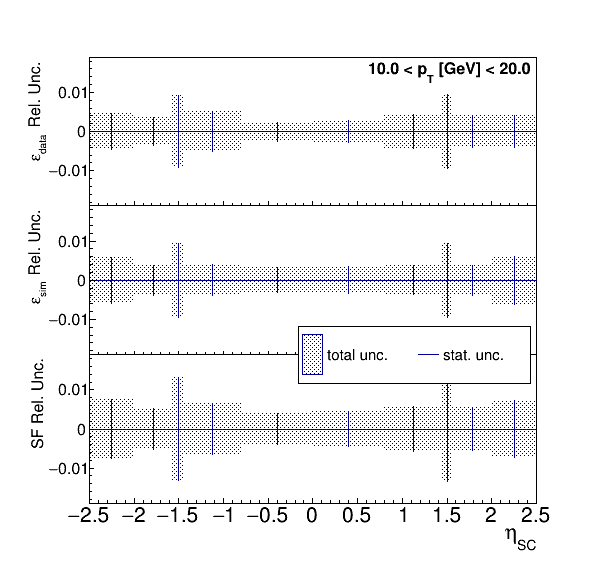 10.0 < p_T [GeV] < 20.0
ε_data Rel. Unc.
0.01
0
−0.01
ε_sim Rel. Unc.
0.01
0
−0.01
total unc. stat. unc.
SF Rel. Unc.
0.01
0
−0.01
−2.5 −2 −1.5 −1 −0.5 0 0.5 1 1.5 2 2.5
η_SC